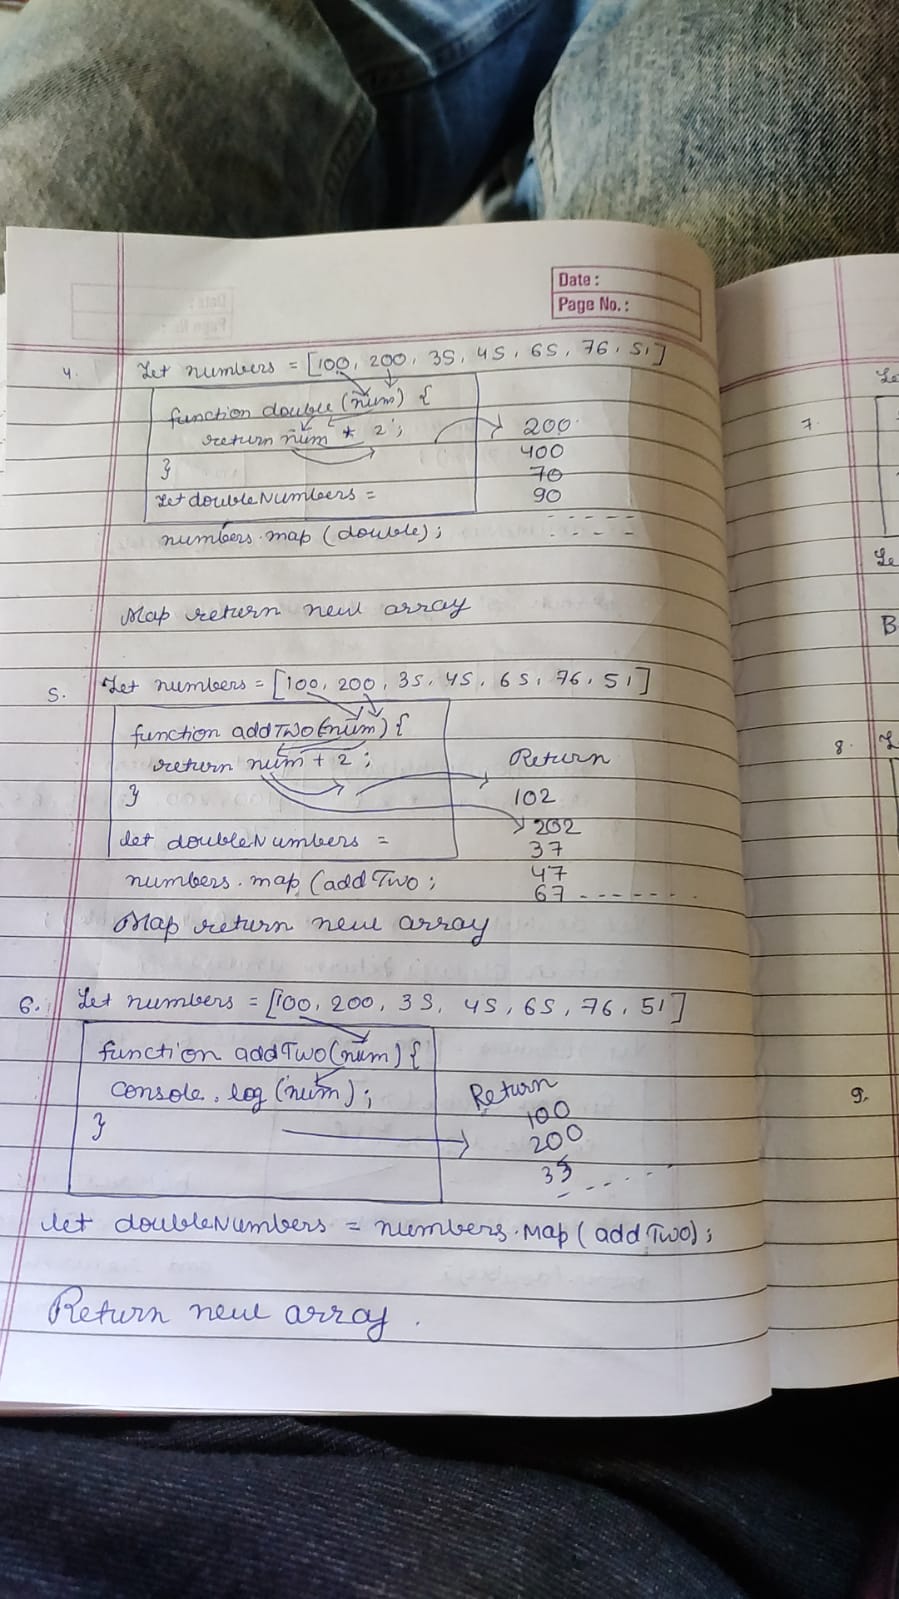 Date :
Page No. :
4. Let numbers = [100, 200, 35, 45, 65, 76, 51]
function double (num) {
return num * 2 ;
}
200
400
70
90
Let doubleNumbers =
numbers.map (double) ;
Map return new array
5. Let numbers = [100, 200, 35, 45, 65, 76, 51]
function addTwo (num) {
return num + 2 ;
}
Return
102
202
37
47
67 ------
let doubleNumbers =
numbers.map (addTwo ;
Map return new array
6. Let numbers = [100, 200, 35, 45, 65, 76, 51]
function addTwo (num) {
console.log (num) ;
}
Return
100
200
35
let doubleNumbers = numbers.Map ( addTwo) ;
Return new array .
7.
Le
Le
B
8.
9.